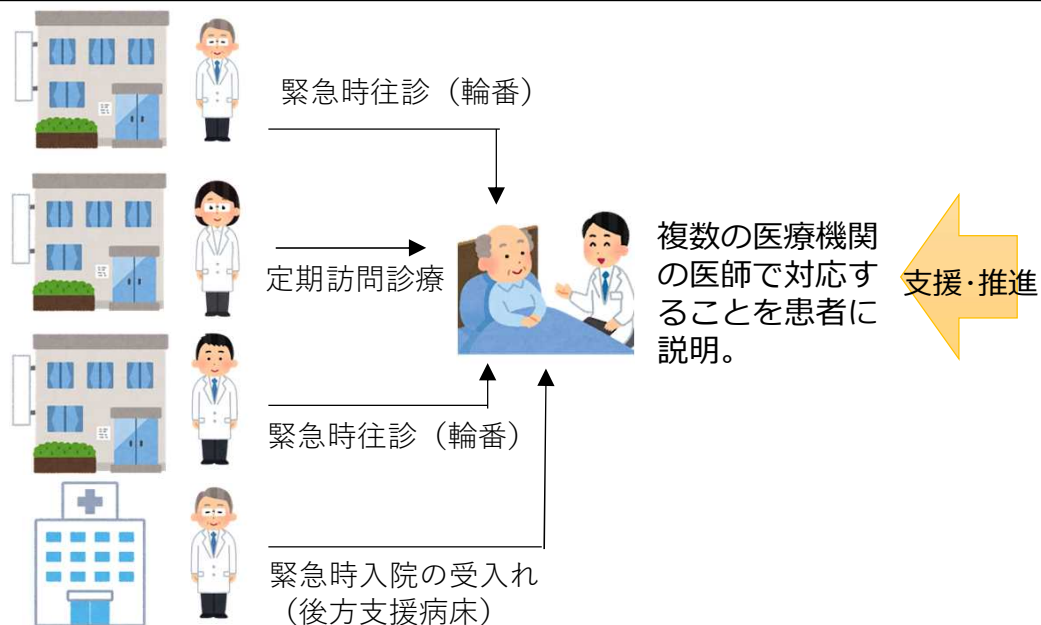 緊急時往診（輪番）
定期訪問診療
複数の医療機関
の医師で対応す
ることを患者に
説明。
支援・推進
緊急時往診（輪番）
緊急時入院の受入れ
（後方支援病床）